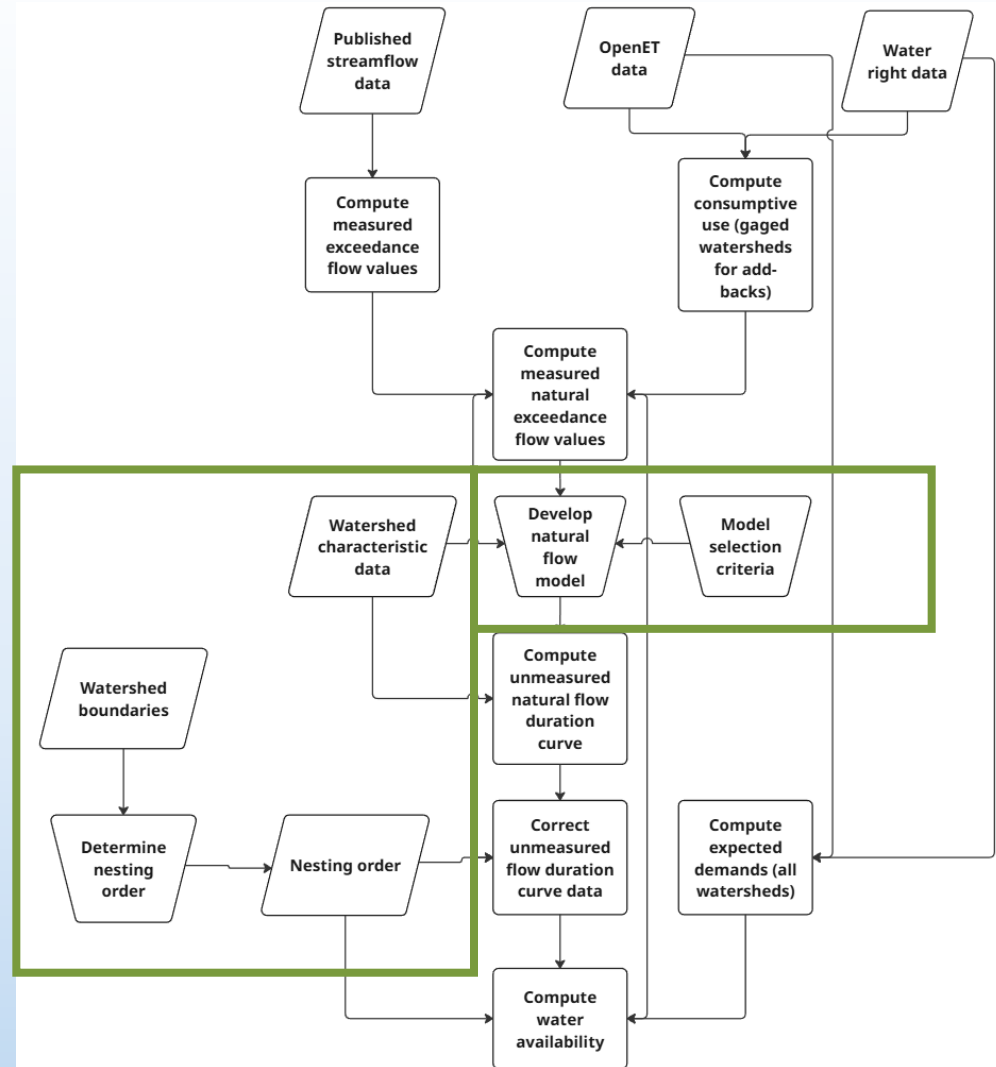 Published
streamflow
data
OpenET
data
Water
right data
Compute
measured
exceedance
flow values
Compute
consumptive
use (gaged
watersheds
for add-
backs)
Compute
measured
natural
exceedance
flow values
Watershed
characteristic
data
Develop
natural
flow
model
Model
selection
criteria
Watershed
boundaries
Compute
unmeasured
natural flow
duration
curve
Determine
nesting
order
Nesting order
Correct
unmeasured
flow duration
curve data
Compute
expected
demands (all
watersheds)
Compute
water
availability